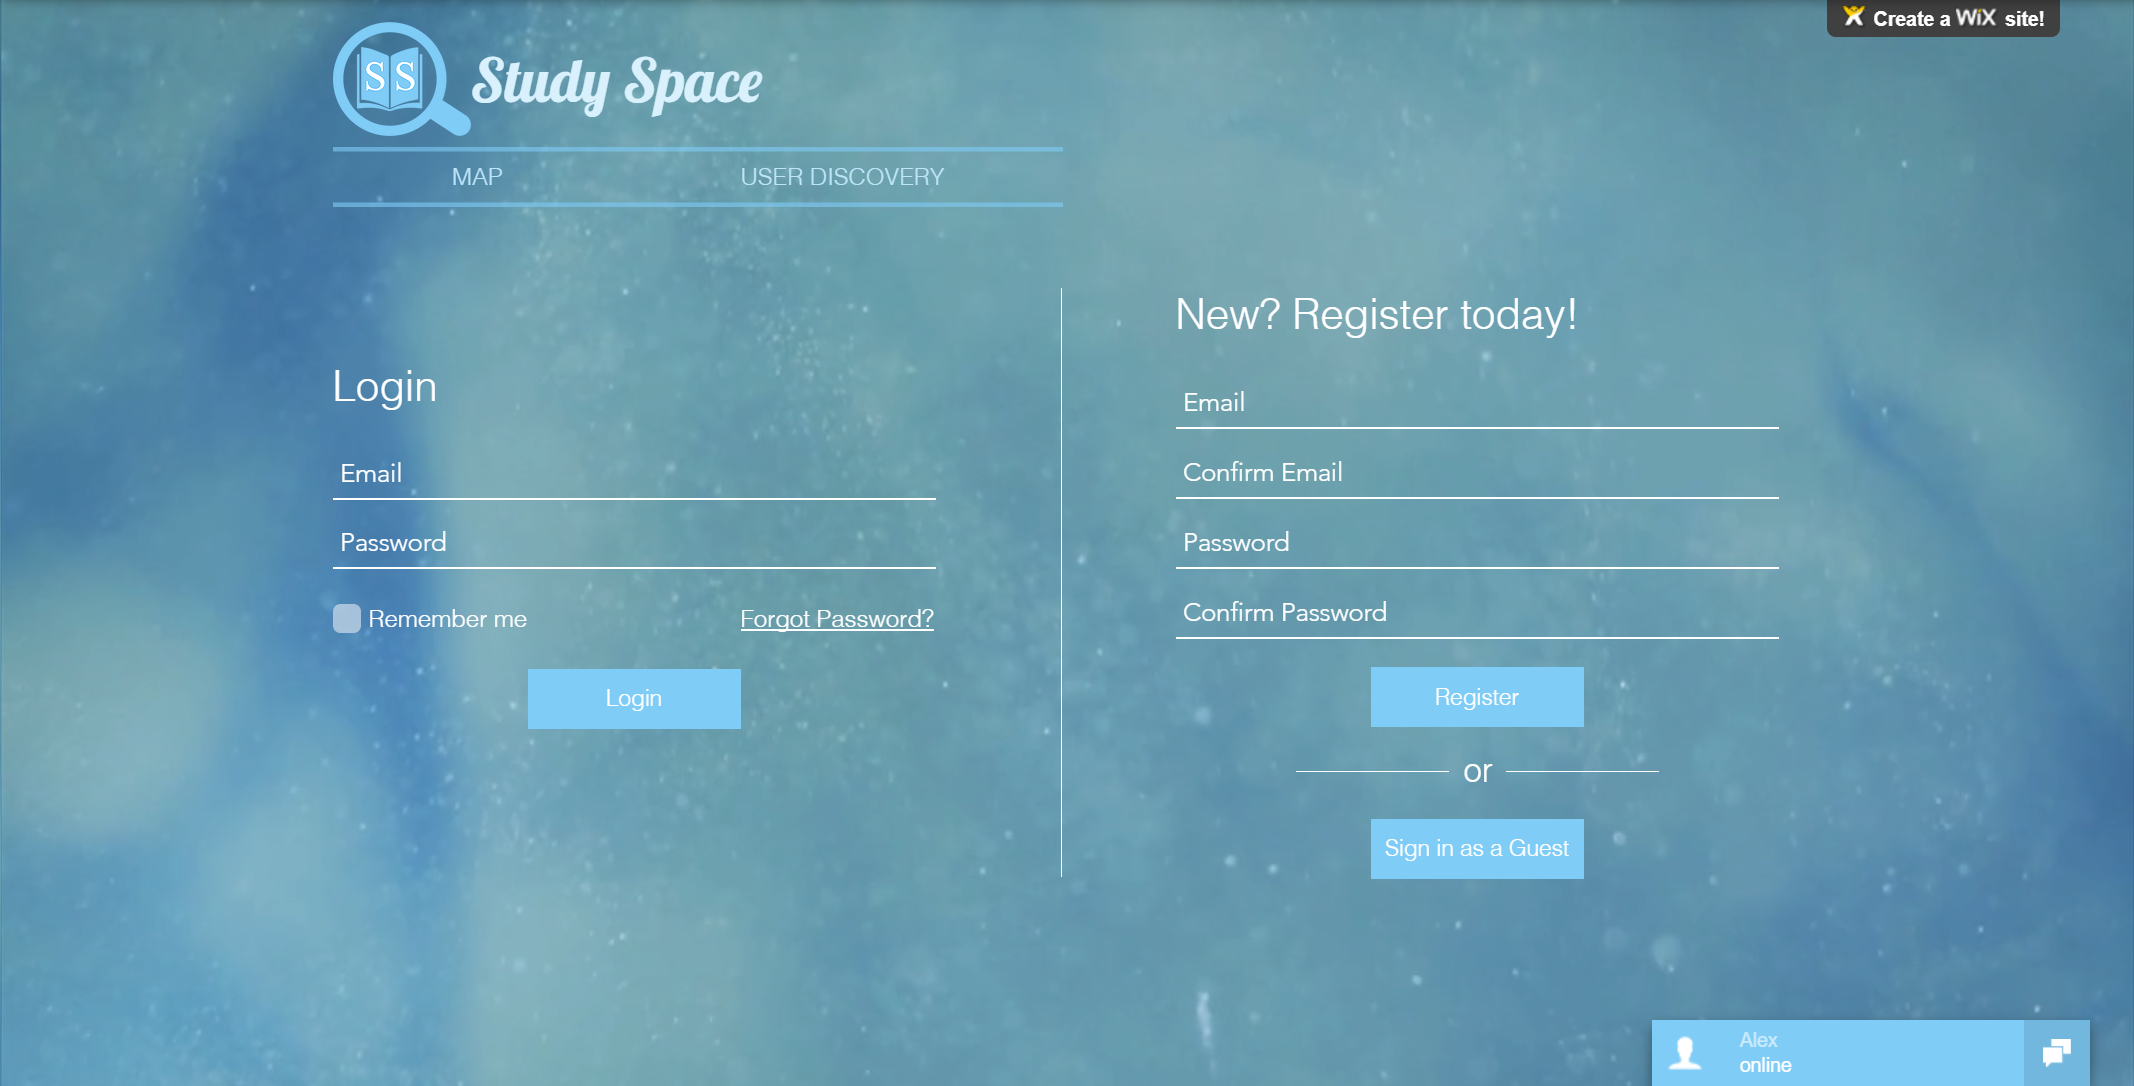 Create a WiX site!
SS
Study Space
MAP
USER DISCOVERY
Login
Email
Password
Remember me
Forgot Password?
Login
New? Register today!
Email
Confirm Email
Password
Confirm Password
Register
or
Sign in as a Guest
Alex
online